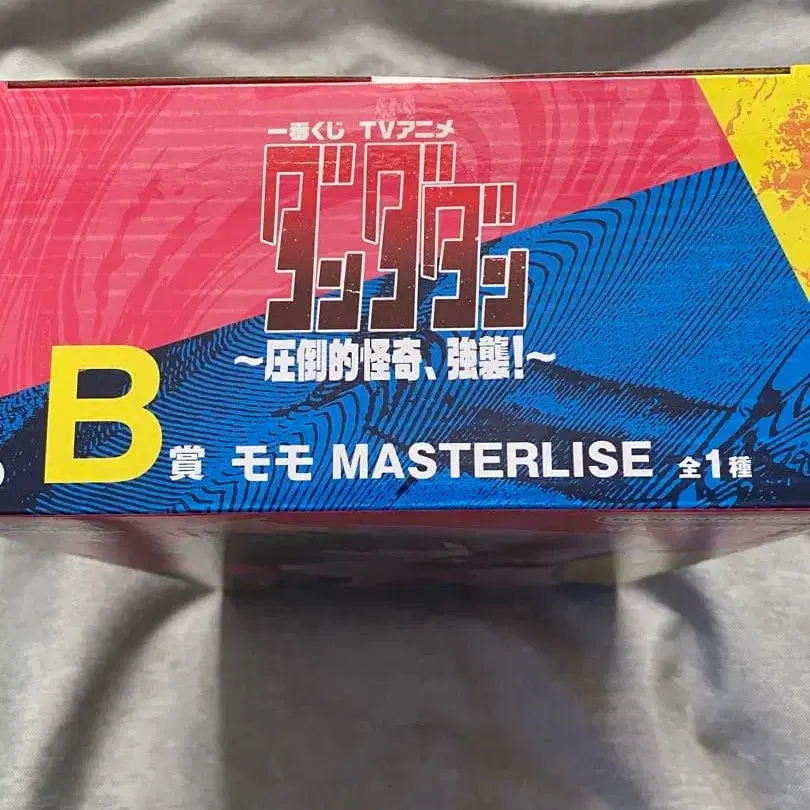 一番くじ TVアニメ
ダンダダン
～圧倒的怪奇、強襲!～
B賞 モモ MASTERLISE 全1種